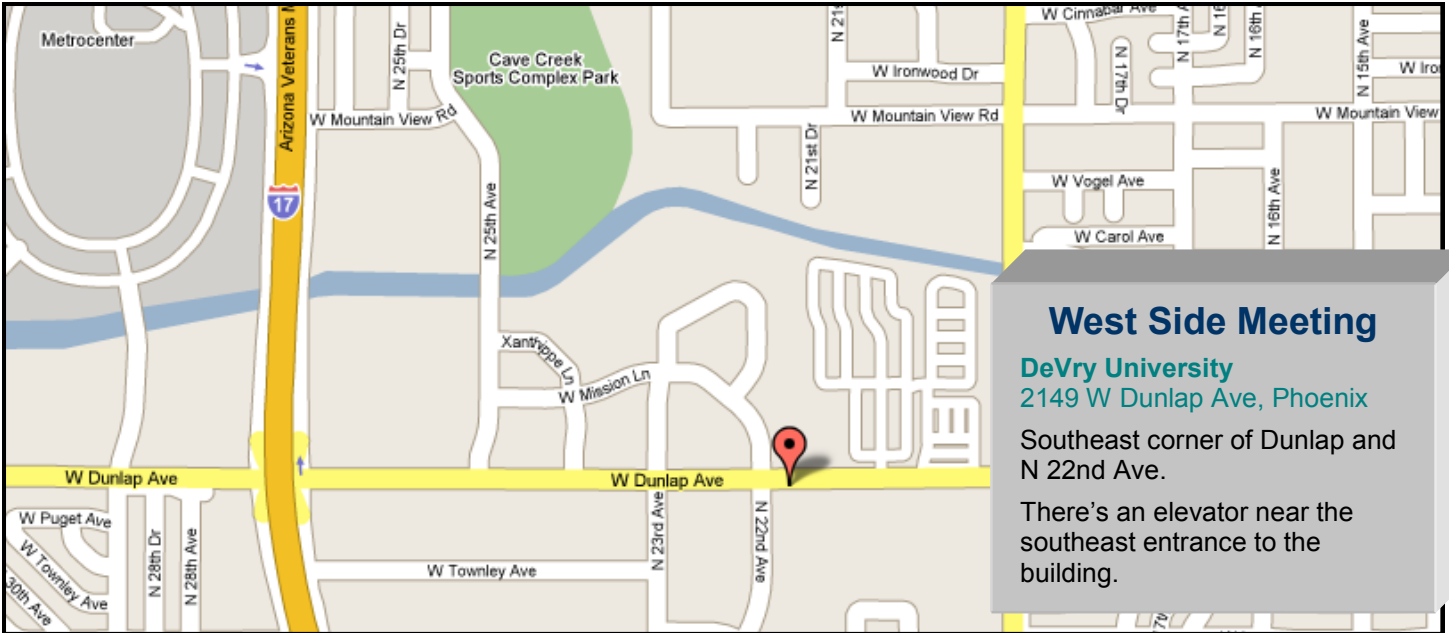 Metrocenter
Arizona Veterans
N 25th Dr
Cave Creek
Sports Complex Park
W Mountain View Rd
17
N 25th Ave
W Ironwood Dr
W Mountain View Rd
N 21st Dr
W Cinnabar Ave
N 17th Dr
N 16th Ave
N 15th Ave
W Mountain View
W Vogel Ave
W Carol Ave
Xanthippe Ln
W Mission Ln
W Dunlap Ave
W Dunlap Ave
W Puget Ave
W Townley Ave
30th Ave
N 28th Dr
N 28th Ave
W Townley Ave
N 23rd Ave
N 22nd Ave
West Side Meeting
DeVry University
2149 W Dunlap Ave, Phoenix
Southeast corner of Dunlap and
N 22nd Ave.
There’s an elevator near the
southeast entrance to the
building.